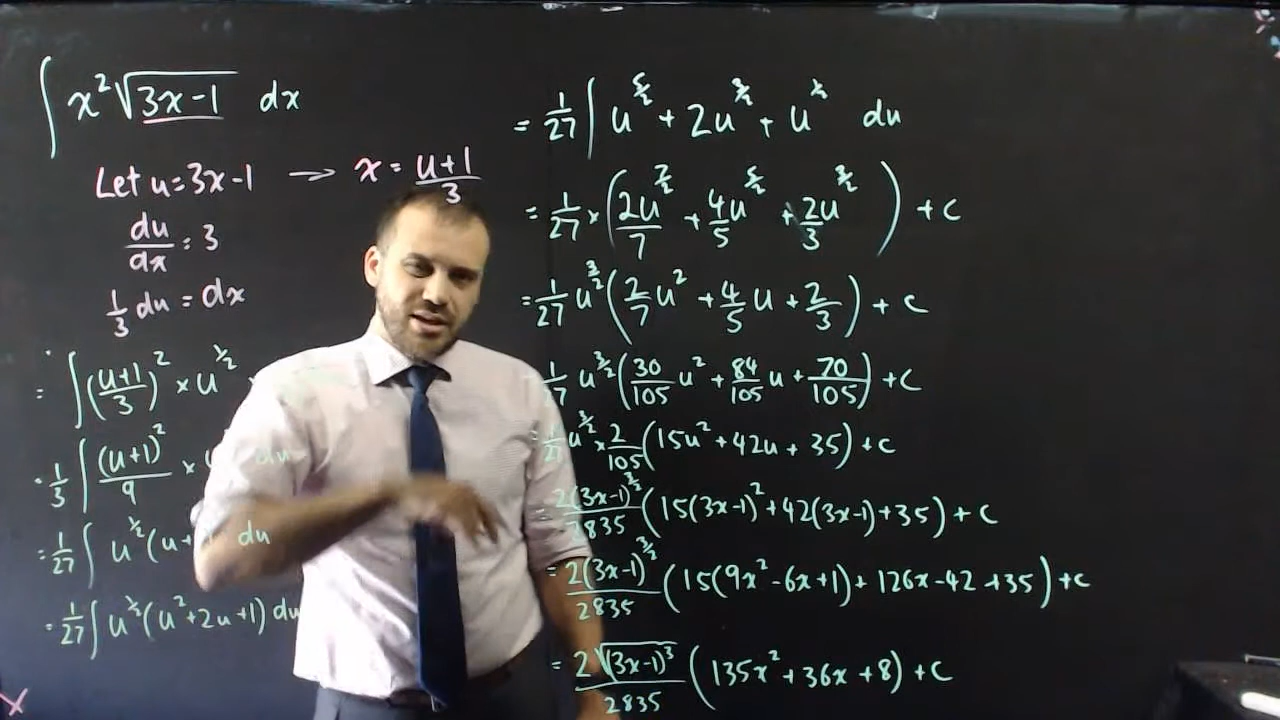 ∫ x²√(3x-1) dx
Let u=3x-1 → x = (u+1)/3
du/dx = 3
1/3 du = dx
= ∫ ((u+1)/3)² × u^(1/2) ×
= 1/3 ∫ (u+1)²/9 × du
= 1/27 ∫ u^(1/2) (u+ du
= 1/27 ∫ u^(1/2) (u²+2u+1) du
= 1/27 ∫ u^(5/2) + 2u^(3/2) + u^(1/2) du
= 1/27 × (2u^(7/2)/7 + 4/5 u^(5/2) + 2u^(3/2)/3) + c
= 1/27 u^(3/2) (2/7 u² + 4/5 u + 2/3) + c
1/27 u^(3/2) (30/105 u² + 84/105 u + 70/105) + c
= 1/27 u^(3/2) × 2/105 (15u² + 42u + 35) + c
= 2(3x-1)^(3/2)/2835 (15(3x-1)² + 42(3x-1) + 35) + c
= 2(3x-1)^(3/2)/2835 (15(9x²-6x+1) + 126x-42+35) + c
= 2√((3x-1)³)/2835 (135x² + 36x + 8) + c